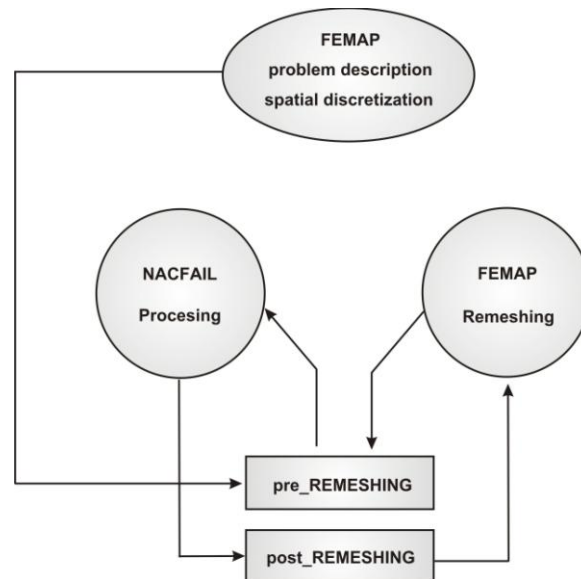 FEMAP
problem description
spatial discretization
NACFAIL
Procesing
FEMAP
Remeshing
pre_REMESHING
post_REMESHING